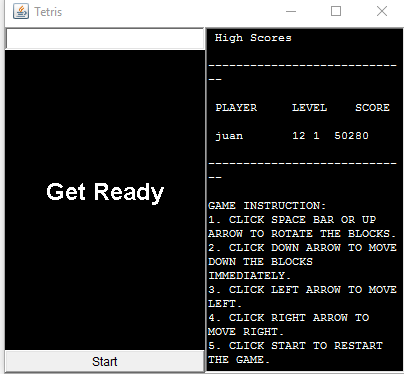 Tetris
High Scores
---------------------------
--
PLAYER LEVEL SCORE
juan 12 1 50280
---------------------------
--
Get Ready
GAME INSTRUCTION:
1. CLICK SPACE BAR OR UP
ARROW TO ROTATE THE BLOCKS.
2. CLICK DOWN ARROW TO MOVE
DOWN THE BLOCKS
IMMEDIATELY.
3. CLICK LEFT ARROW TO MOVE
LEFT.
4. CLICK RIGHT ARROW TO
MOVE RIGHT.
5. CLICK START TO RESTART
THE GAME.
Start